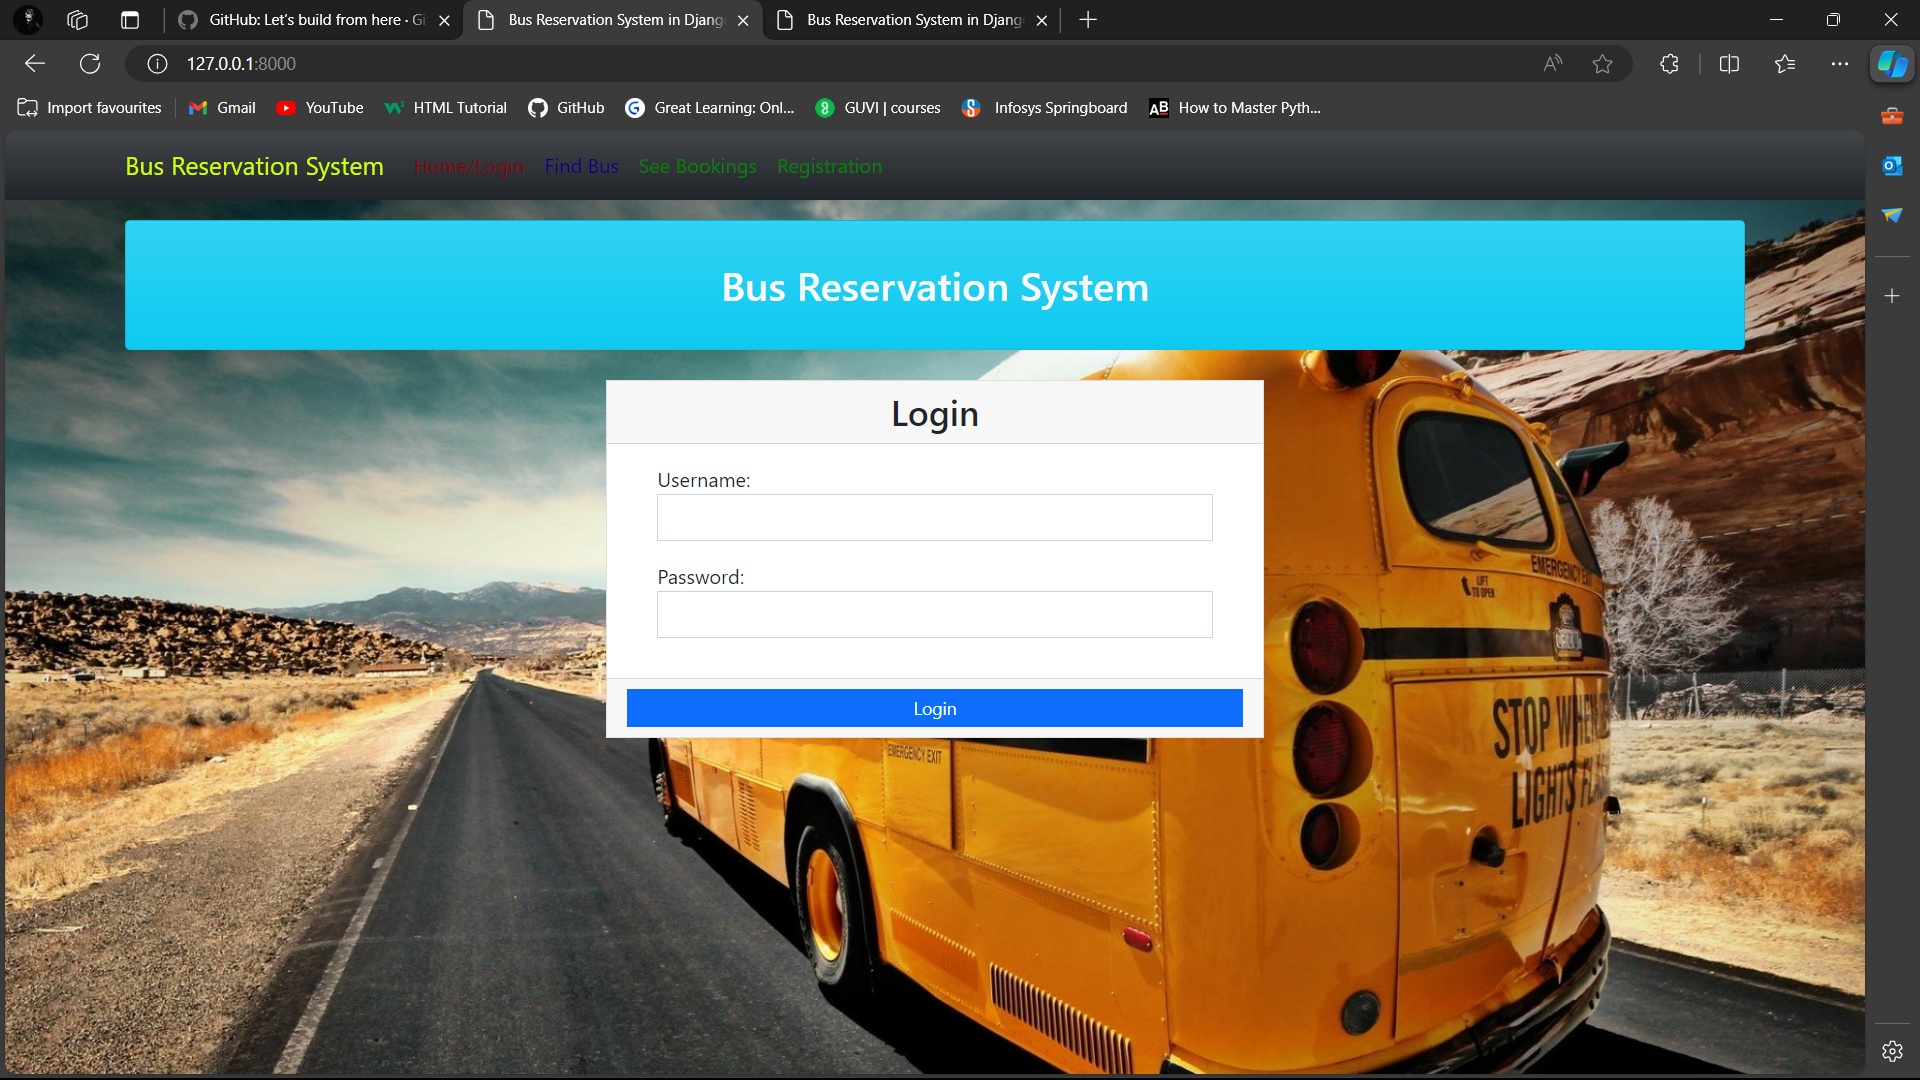 GitHub: Let's build from here · Gi
Bus Reservation System in Djang
Bus Reservation System in Djang
127.0.0.1:8000
Import favourites
Gmail
YouTube
HTML Tutorial
GitHub
Great Learning: Onl...
GUVI | courses
Infosys Springboard
How to Master Pyth...
Bus Reservation System
Home/Login
Find Bus
See Bookings
Registration
Bus Reservation System
Login
Username:
Password:
Login
EMERGENCY EXIT
LIFT
TO OPEN
STOP WHEN
LIGHTS
EMERGENCY EXIT